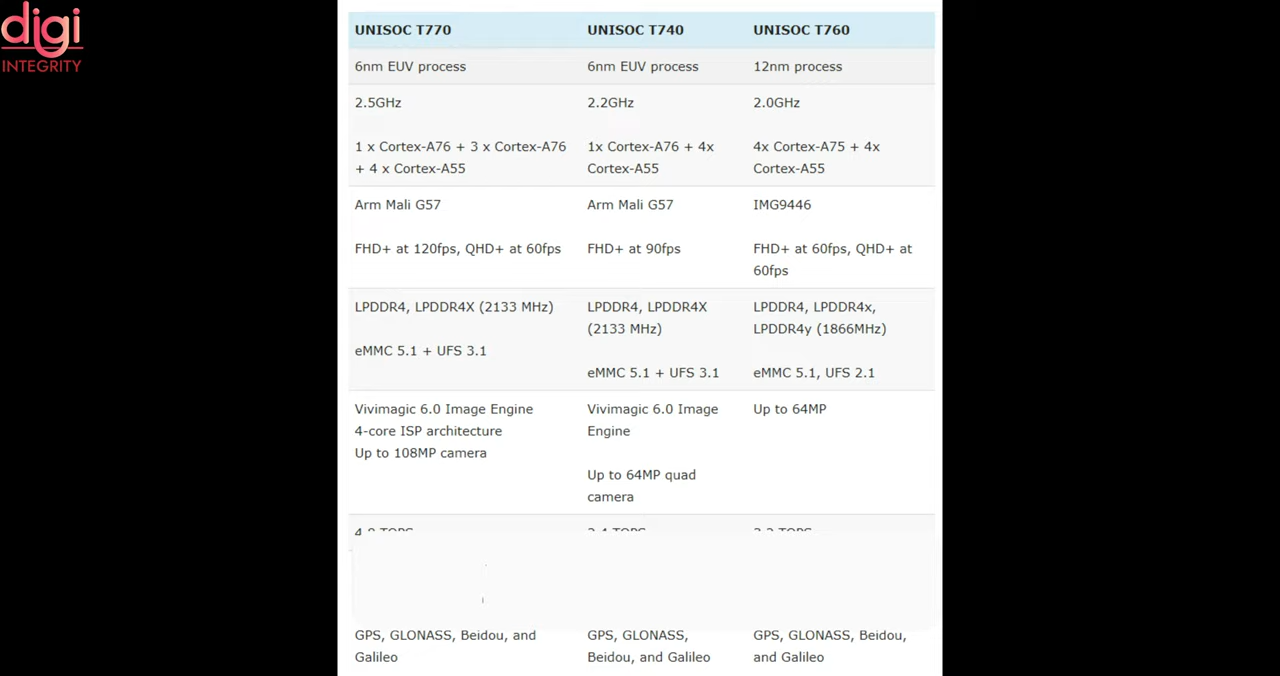 digi
INTEGRITY
UNISOC T770 UNISOC T740 UNISOC T760
6nm EUV process 6nm EUV process 12nm process
2.5GHz 2.2GHz 2.0GHz
1 x Cortex-A76 + 3 x Cortex-A76 1x Cortex-A76 + 4x 4x Cortex-A75 + 4x
+ 4 x Cortex-A55 Cortex-A55 Cortex-A55
Arm Mali G57 Arm Mali G57 IMG9446
FHD+ at 120fps, QHD+ at 60fps FHD+ at 90fps FHD+ at 60fps, QHD+ at
60fps
LPDDR4, LPDDR4X (2133 MHz) LPDDR4, LPDDR4X LPDDR4, LPDDR4x,
(2133 MHz) LPDDR4y (1866MHz)
eMMC 5.1 + UFS 3.1
eMMC 5.1 + UFS 3.1 eMMC 5.1, UFS 2.1
Vivimagic 6.0 Image Engine Vivimagic 6.0 Image Up to 64MP
4-core ISP architecture Engine
Up to 108MP camera
Up to 64MP quad
camera
TOPS TOPS TOPS
GPS, GLONASS, Beidou, and GPS, GLONASS, GPS, GLONASS, Beidou,
Galileo Beidou, and Galileo and Galileo